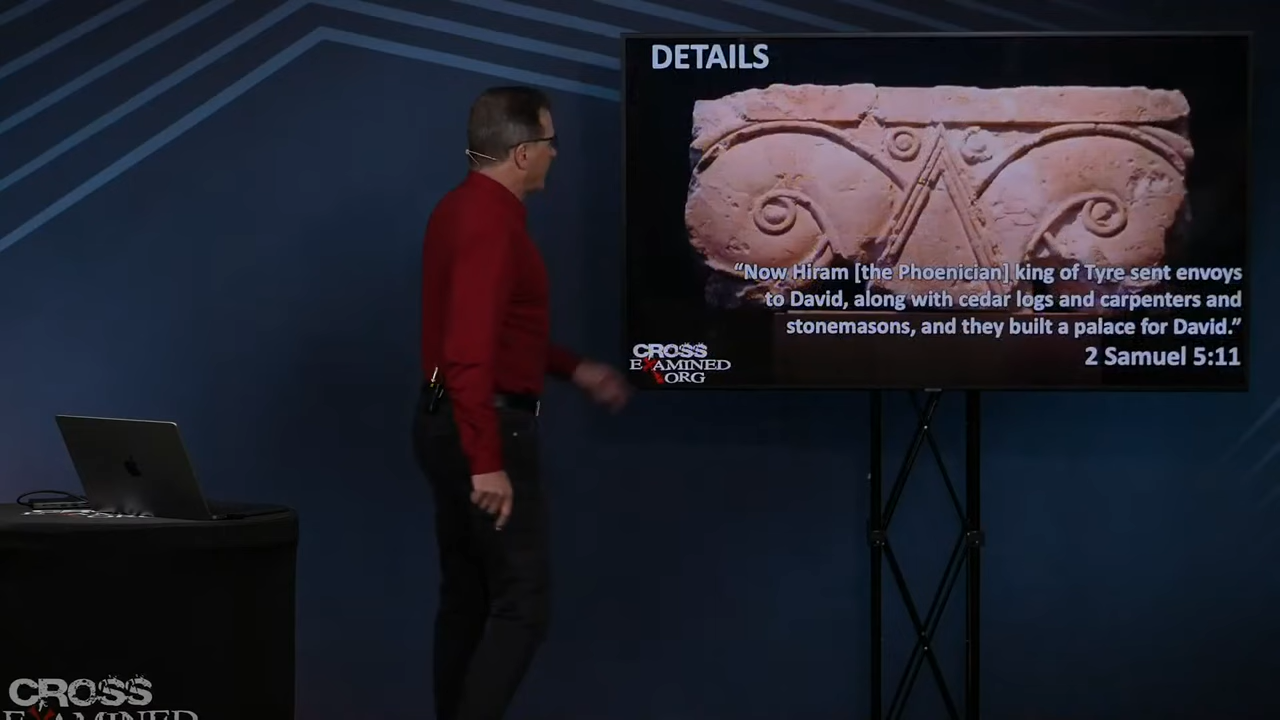 DETAILS
“Now Hiram [the Phoenician] king of Tyre sent envoys
to David, along with cedar logs and carpenters and
stonemasons, and they built a palace for David.”
2 Samuel 5:11
CROSS
EXAMINED
.ORG
CROSS
EXAMINED